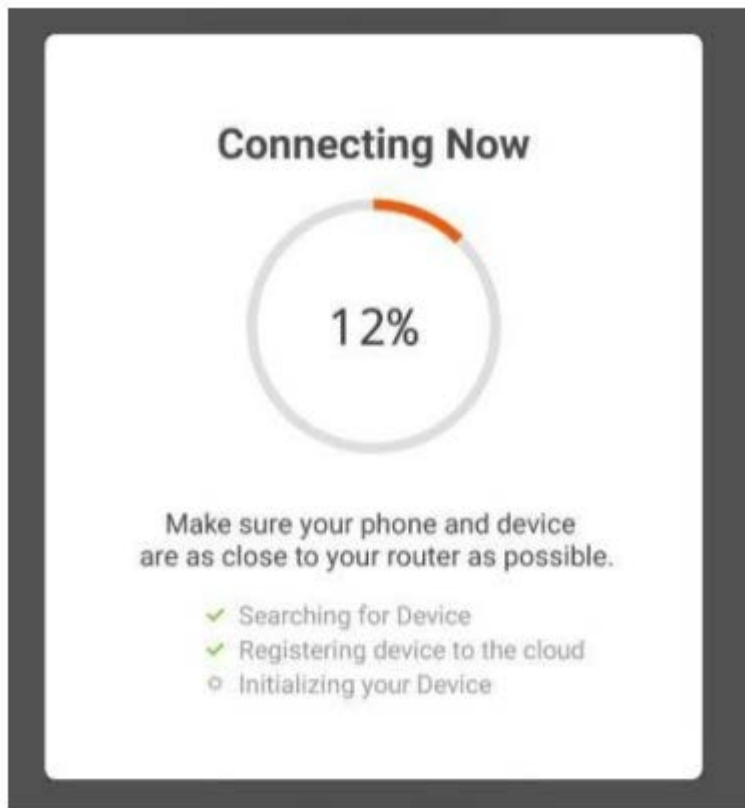 Connecting Now
12%
Make sure your phone and device
are as close to your router as possible.
Searching for Device
Registering device to the cloud
Initializing your Device